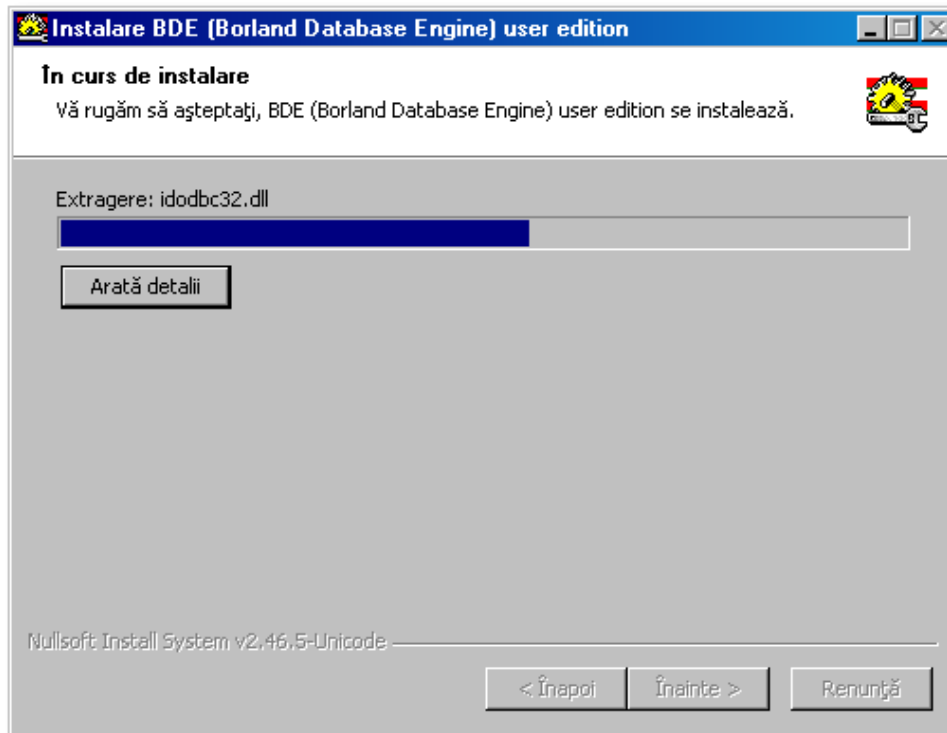 Instalare BDE (Borland Database Engine) user edition
În curs de instalare
Vă rugăm să aşteptaţi, BDE (Borland Database Engine) user edition se instalează.
Extragere: idodbc32.dll
Arată detalii
Nullsoft Install System v2.46.5-Unicode
< Înapoi
Înainte >
Renunţă